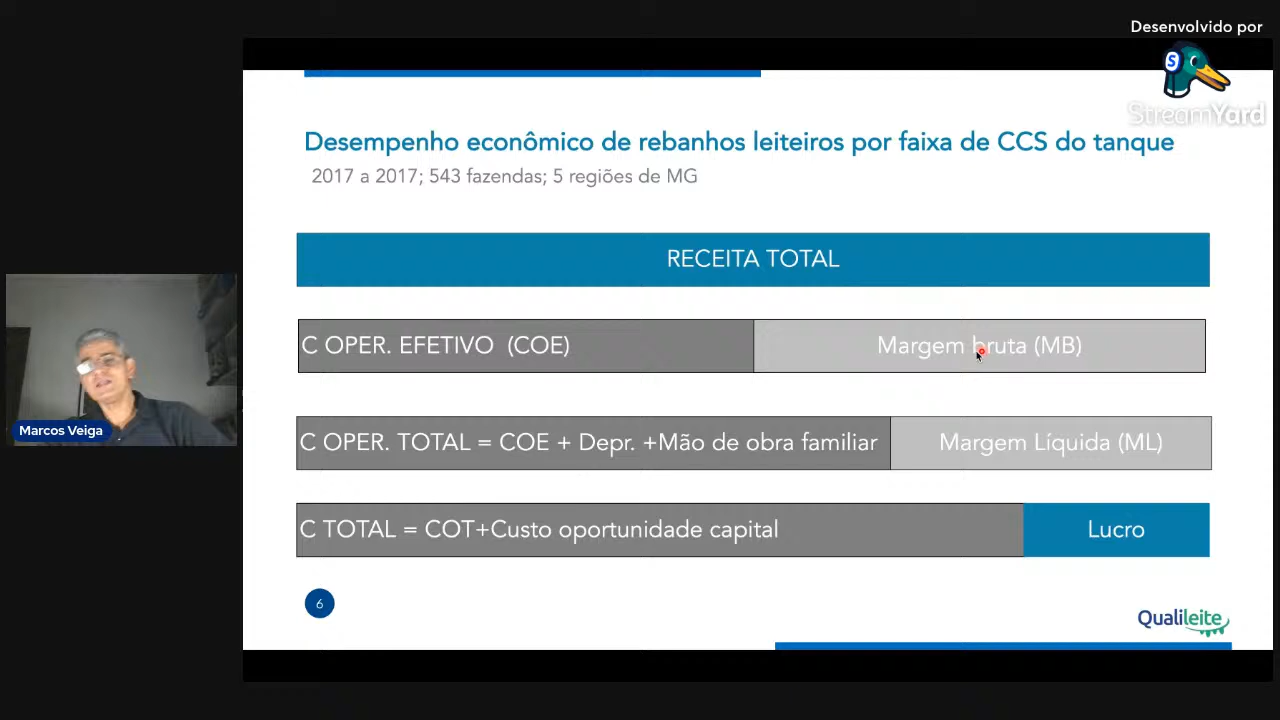 Desenvolvido por
S
StreamYard
Desempenho econômico de rebanhos leiteiros por faixa de CCS do tanque
2017 a 2017; 543 fazendas; 5 regiões de MG
RECEITA TOTAL
C OPER. EFETIVO (COE)
Margem bruta (MB)
C OPER. TOTAL = COE + Depr. +Mão de obra familiar
Margem Líquida (ML)
Marcos Veiga
C TOTAL = COT+Custo oportunidade capital
Lucro
6
Qualileite